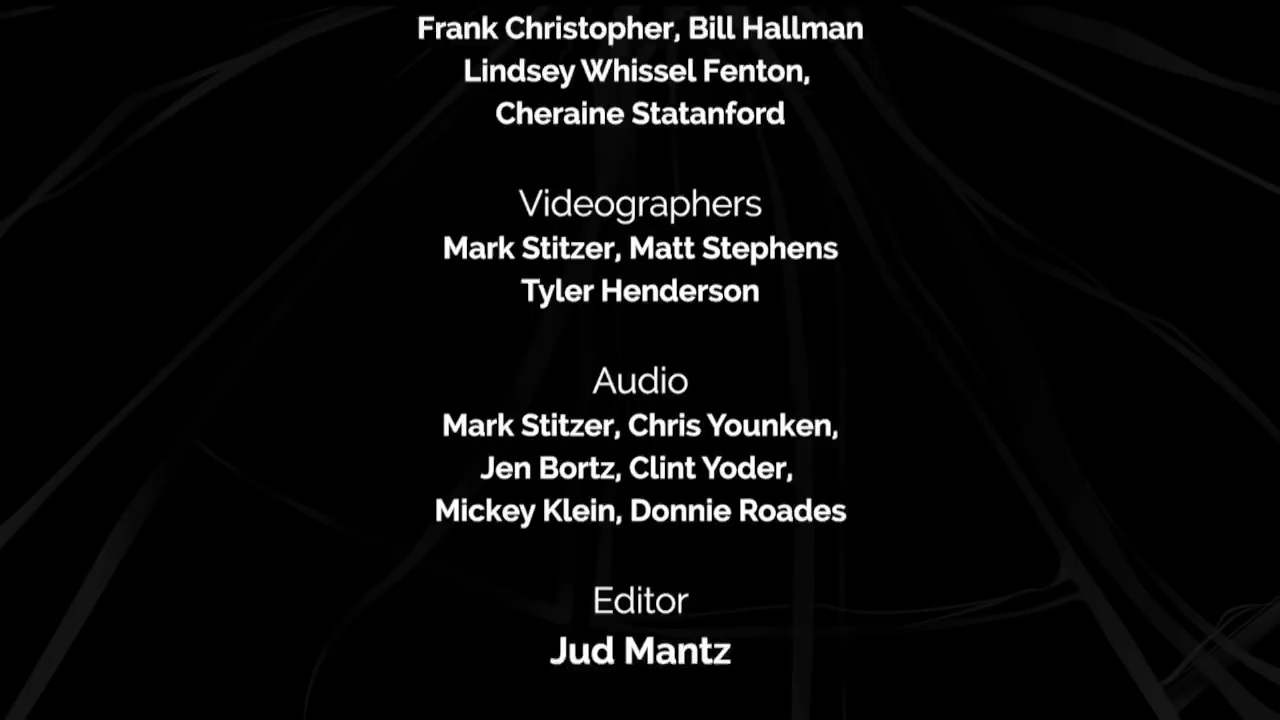 Frank Christopher, Bill Hallman
Lindsey Whissel Fenton,
Cheraine Statanford
Videographers
Mark Stitzer, Matt Stephens
Tyler Henderson
Audio
Mark Stitzer, Chris Younken,
Jen Bortz, Clint Yoder,
Mickey Klein, Donnie Roades
Editor
Jud Mantz